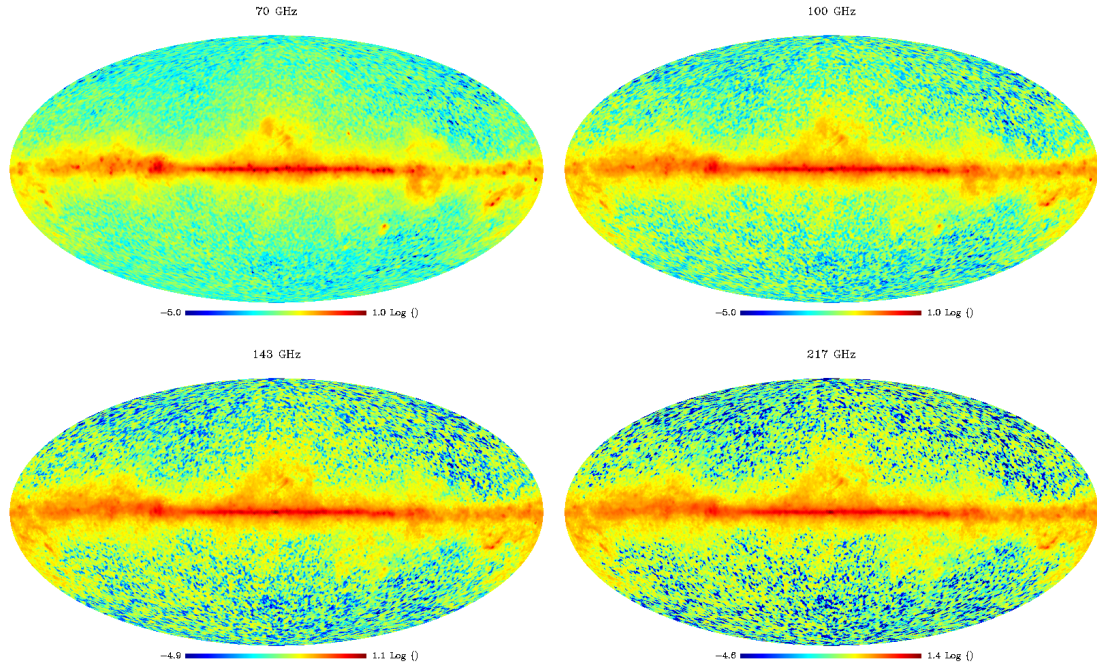 70 GHz
100 GHz
−5.0 1.0 Log ()
−5.0 1.0 Log ()
143 GHz
217 GHz
−4.9 1.1 Log ()
−4.6 1.4 Log ()